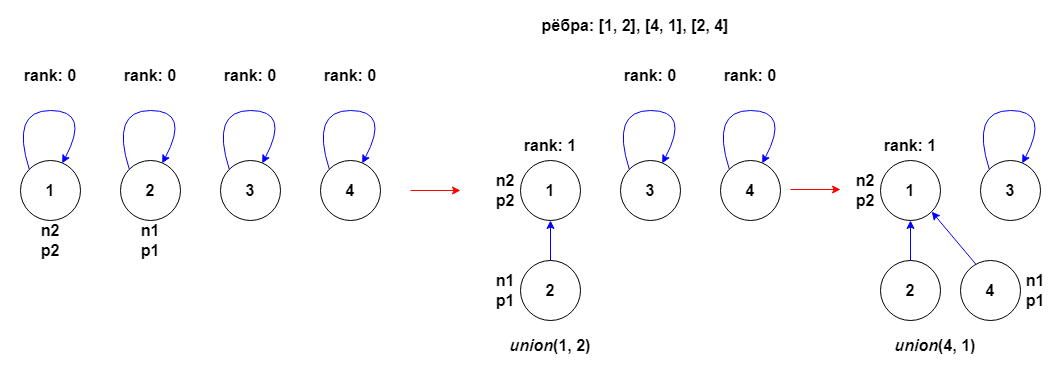 рёбра: [1, 2], [4, 1], [2, 4]
rank: 0 rank: 0 rank: 0 rank: 0
1 2 3 4
n2 n1
p2 p1
rank: 0 rank: 0
rank: 1
n2 1 3 4
p2
n1 2
p1
union(1, 2)
rank: 1
n2 1 3
p2
2 4 n1
p1
union(4, 1)